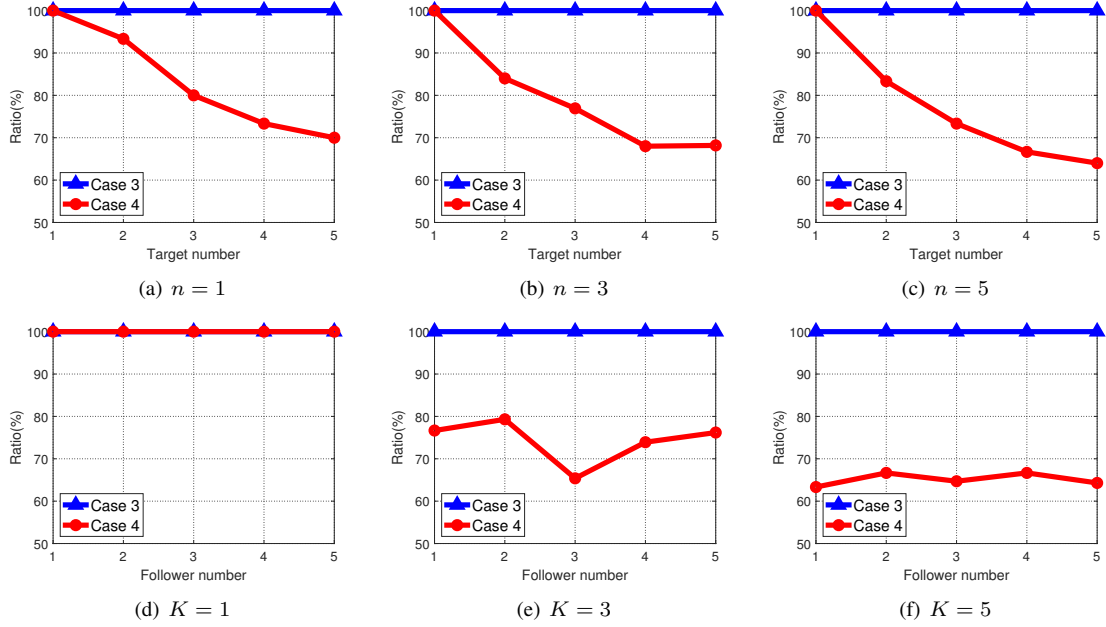 100
90
80
70
60
50
Ratio(%)
Case 3
Case 4
1 2 3 4 5
Target number
(a) n = 1
100
90
80
70
60
50
Ratio(%)
Case 3
Case 4
1 2 3 4 5
Target number
(b) n = 3
100
90
80
70
60
50
Ratio(%)
Case 3
Case 4
1 2 3 4 5
Target number
(c) n = 5
100
90
80
70
60
50
Ratio(%)
Case 3
Case 4
1 2 3 4 5
Follower number
(d) K = 1
100
90
80
70
60
50
Ratio(%)
Case 3
Case 4
1 2 3 4 5
Follower number
(e) K = 3
100
90
80
70
60
50
Ratio(%)
Case 3
Case 4
1 2 3 4 5
Follower number
(f) K = 5